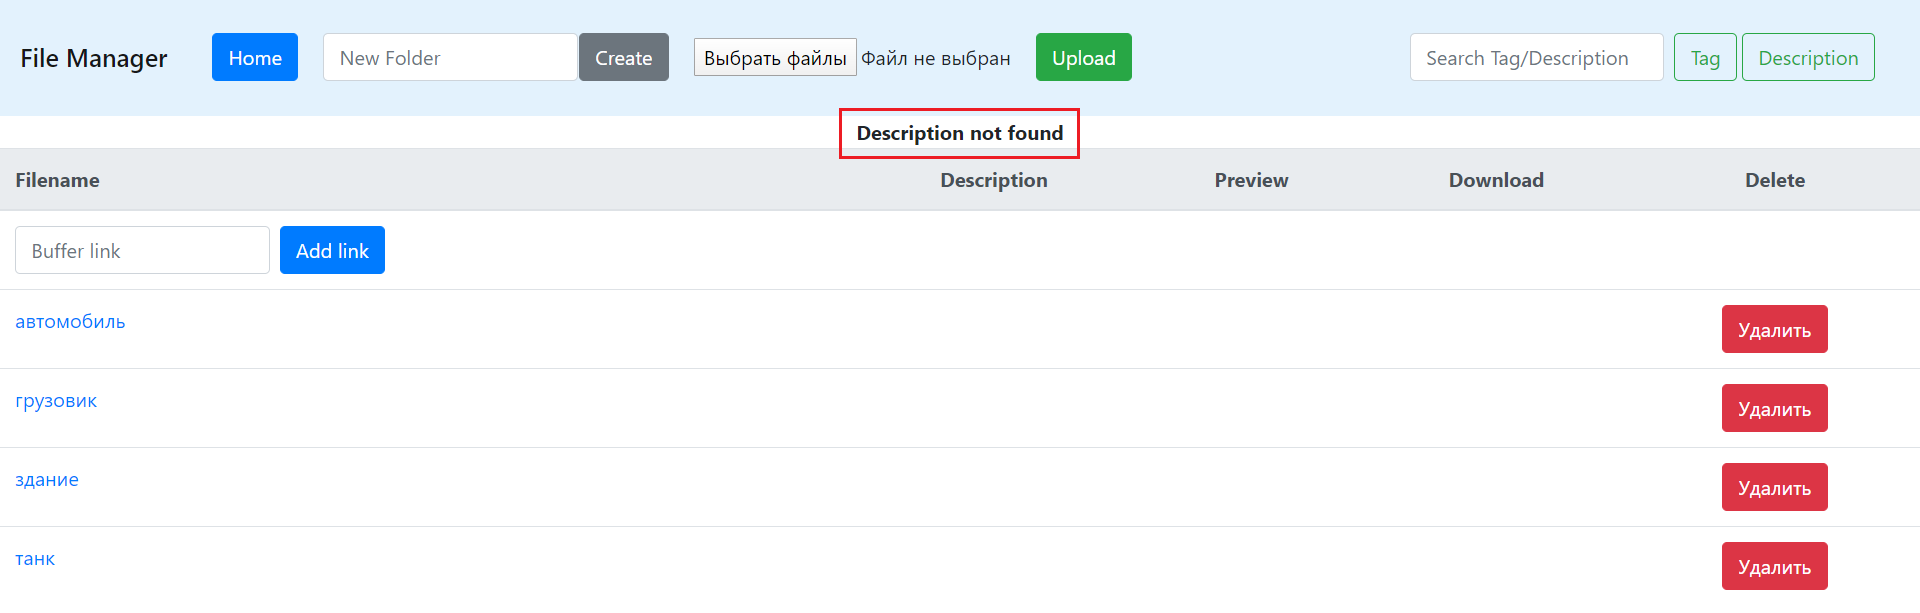 File Manager Home New Folder Create Выбрать файлы Файл не выбран Upload Search Tag/Description Tag Description
Description not found
Filename Description Preview Download Delete
Buffer link Add link
автомобиль Удалить
грузовик Удалить
здание Удалить
танк Удалить